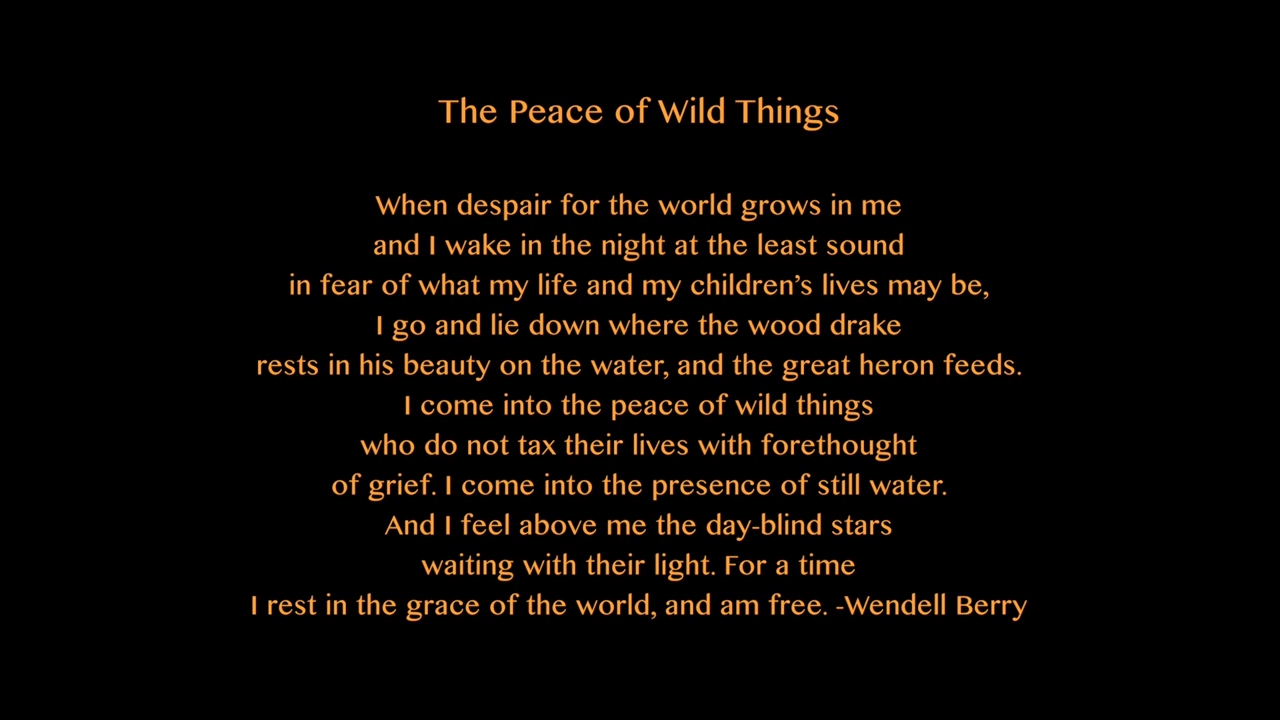 The Peace of Wild Things
When despair for the world grows in me
and I wake in the night at the least sound
in fear of what my life and my children’s lives may be,
I go and lie down where the wood drake
rests in his beauty on the water, and the great heron feeds.
I come into the peace of wild things
who do not tax their lives with forethought
of grief. I come into the presence of still water.
And I feel above me the day-blind stars
waiting with their light. For a time
I rest in the grace of the world, and am free. -Wendell Berry